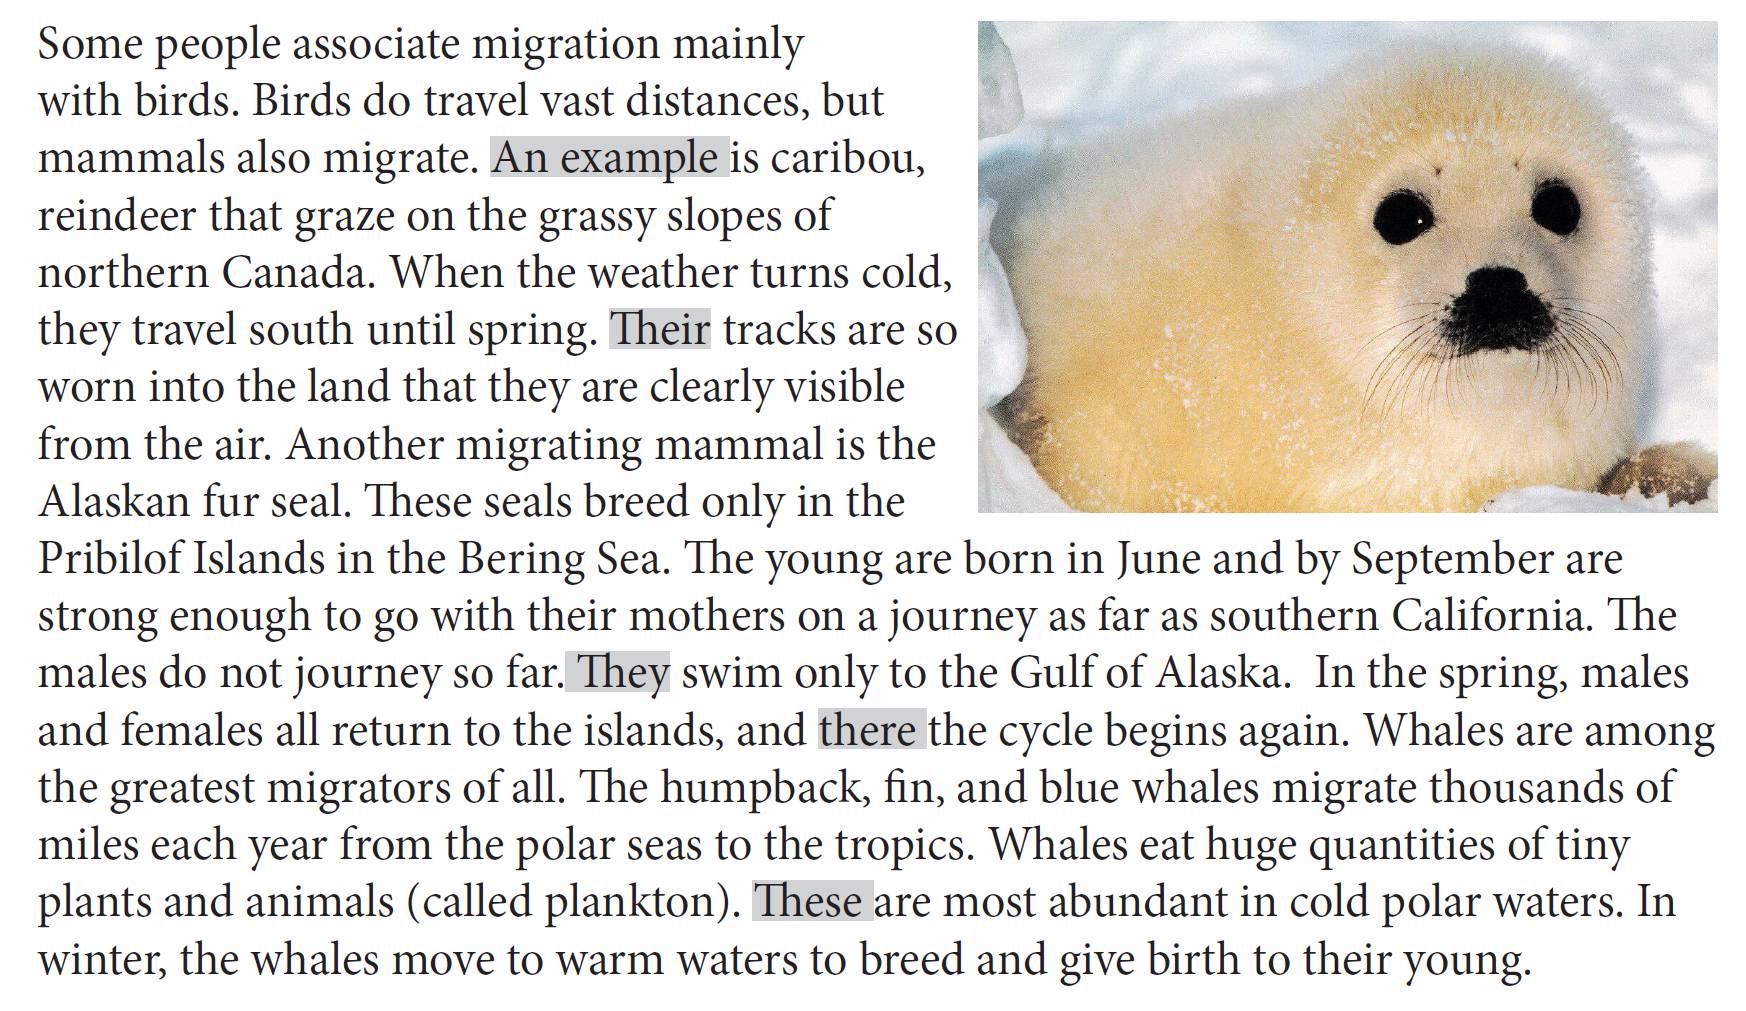 Some people associate migration mainly
with birds. Birds do travel vast distances, but
mammals also migrate. An example is caribou,
reindeer that graze on the grassy slopes of
northern Canada. When the weather turns cold,
they travel south until spring. Their tracks are so
worn into the land that they are clearly visible
from the air. Another migrating mammal is the
Alaskan fur seal. These seals breed only in the
Pribilof Islands in the Bering Sea. The young are born in June and by September are
strong enough to go with their mothers on a journey as far as southern California. The
males do not journey so far. They swim only to the Gulf of Alaska.  In the spring, males
and females all return to the islands, and there the cycle begins again. Whales are among
the greatest migrators of all. The humpback, fin, and blue whales migrate thousands of
miles each year from the polar seas to the tropics. Whales eat huge quantities of tiny
plants and animals (called plankton). These are most abundant in cold polar waters. In
winter, the whales move to warm waters to breed and give birth to their young.